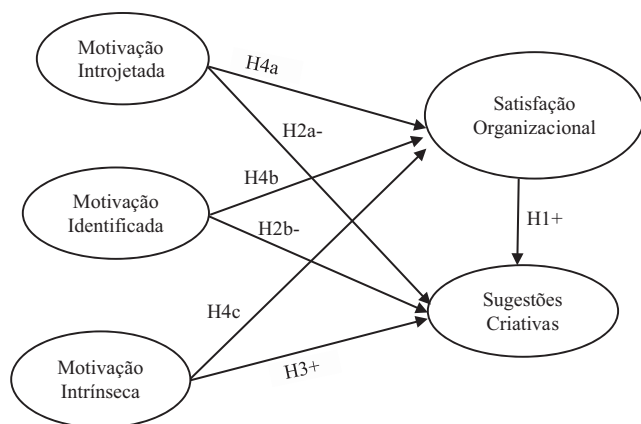 Motivação
Introjetada
H4a
Satisfação
Organizacional
H2a-
H4b
Motivação
Identificada
H2b-
H1+
H4c
Sugestões
Criativas
Motivação
Intrínseca
H3+